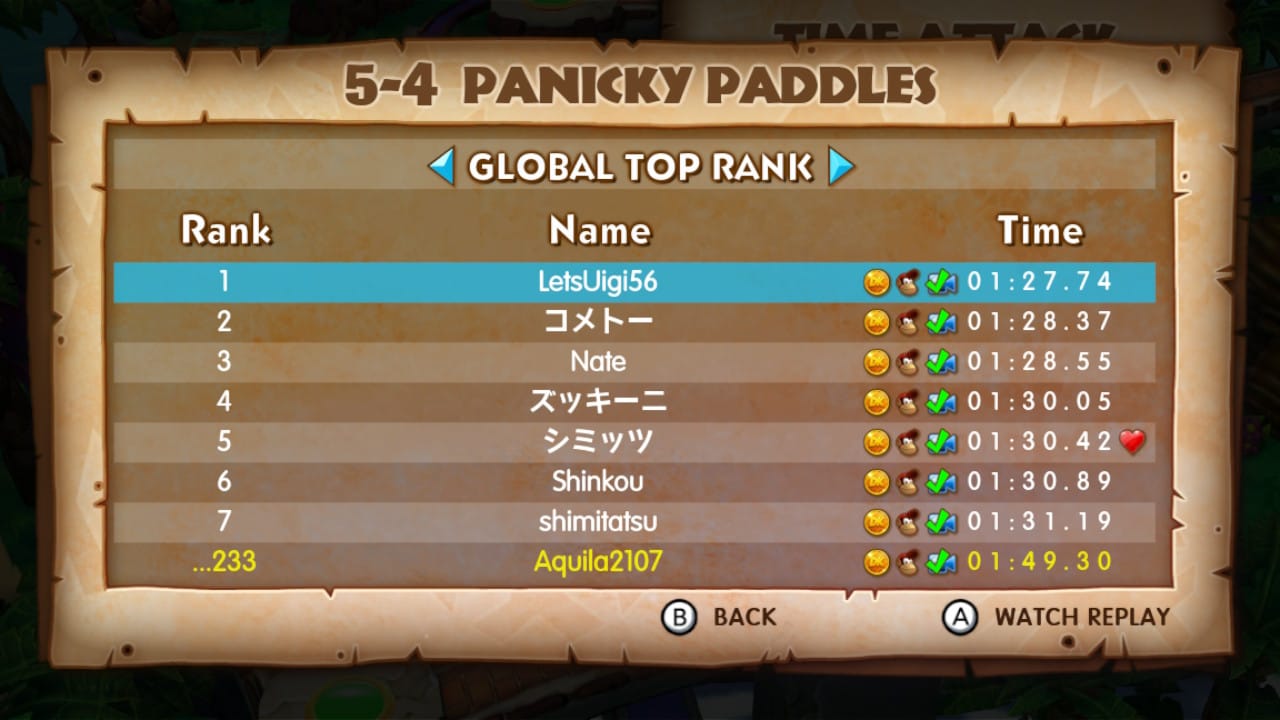 TIME ATTACK
5-4 PANICKY PADDLES
GLOBAL TOP RANK
Rank Name Time
1 LetsUigi56 01:27.74
2 コメトー 01:28.37
3 Nate 01:28.55
4 ズッキーニ 01:30.05
5 シミッツ 01:30.42
6 Shinkou 01:30.89
7 shimitatsu 01:31.19
...233 Aquila2107 01:49.30
B BACK A WATCH REPLAY